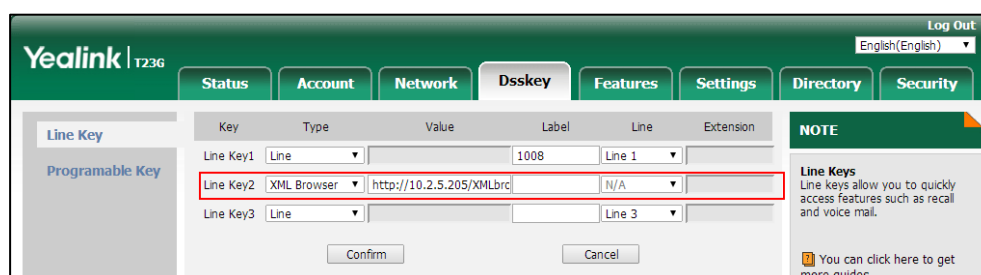 Log Out
Yealink T23G
English(English)
Status Account Network Dsskey Features Settings Directory Security
Line Key
Programable Key
Key Type Value Label Line Extension
Line Key1 Line 1008 Line 1
Line Key2 XML Browser http://10.2.5.205/XMLbrc N/A
Line Key3 Line Line 3
Confirm Cancel
NOTE
Line Keys
Line keys allow you to quickly
access features such as recall
and voice mail.
You can click here to get
more guides.